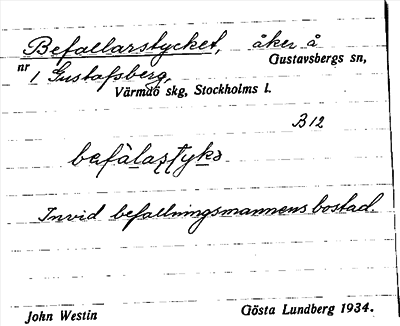 Befallarstycket, åker å
Gustavsbergs sn,
nr 1 Gustafsberg,
Värmdö skg, Stockholms l.
B12
befàlaʃtykə
Invid befallningsmannens bostad.
John Westin
Gösta Lundberg 1934.